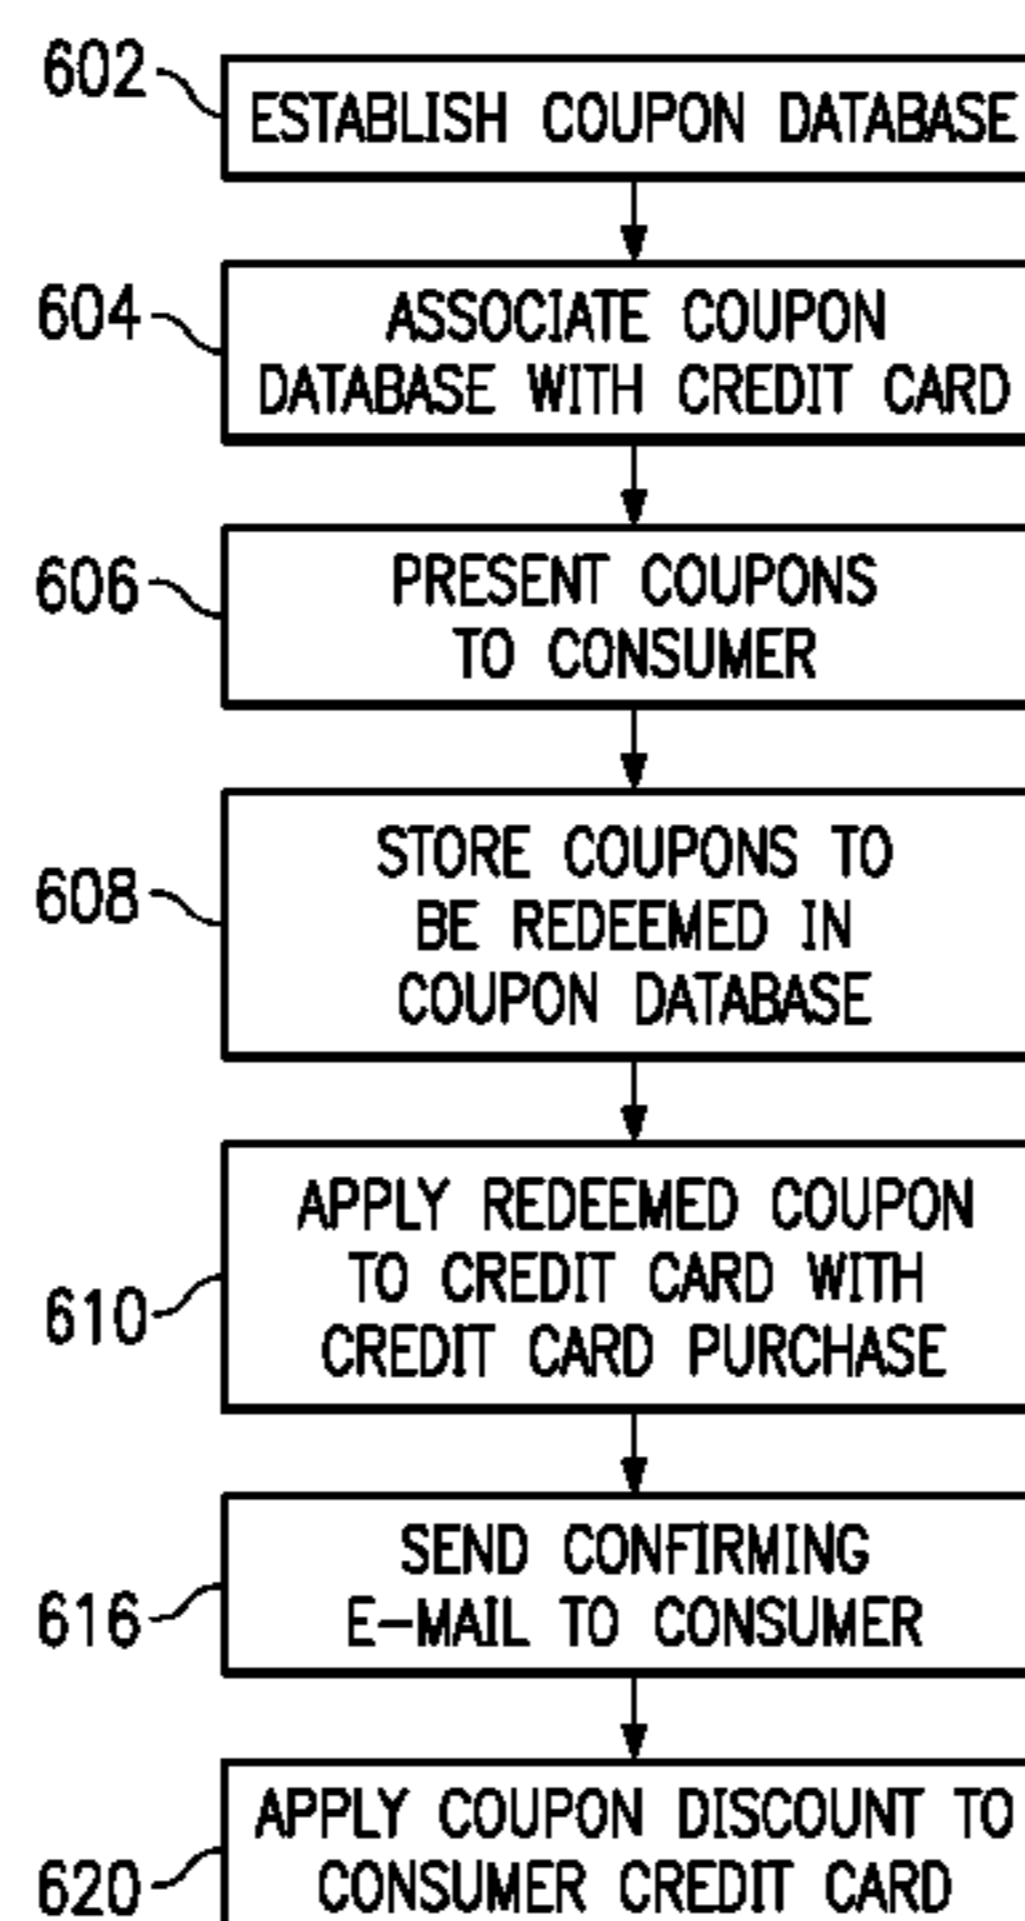 602
ESTABLISH COUPON DATABASE
604
ASSOCIATE COUPON
DATABASE WITH CREDIT CARD
606
PRESENT COUPONS
TO CONSUMER
608
STORE COUPONS TO
BE REDEEMED IN
COUPON DATABASE
610
APPLY REDEEMED COUPON
TO CREDIT CARD WITH
CREDIT CARD PURCHASE
616
SEND CONFIRMING
E-MAIL TO CONSUMER
620
APPLY COUPON DISCOUNT TO
CONSUMER CREDIT CARD